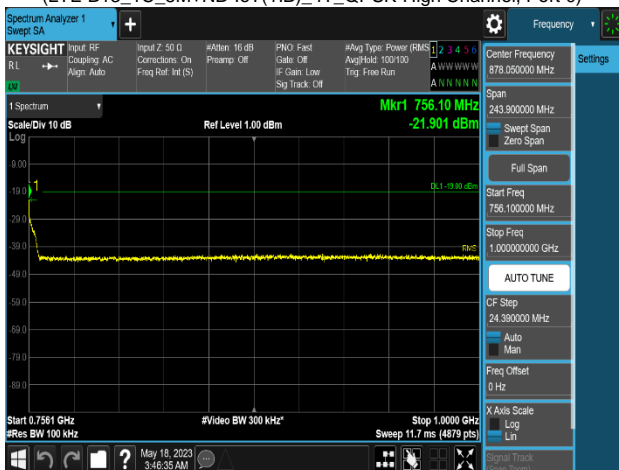 Spectrum Analyzer 1
Swept SA
Frequency
Settings
KEYSIGHT
RL
Input: RF
Coupling: AC
Align: Auto
Input Z: 50 Ω
Corrections: On
Freq Ref: Int (S)
#Atten: 16 dB
Preamp: Off
PNO: Fast
Gate: Off
IF Gain: Low
Sig Track: Off
#Avg Type: Power (RMS
Avg|Hold: 100/100
Trig: Free Run
1 2 3 4 5 6
A W W W W W
A N N N N N
1 Spectrum
Scale/Div 10 dB
Log
Ref Level 1.00 dBm
Mkr1 756.10 MHz
-21.901 dBm
1
DL1 -19.00 dBm
RMS
-9.00
-19.0
-29.0
-39.0
-49.0
-59.0
-69.0
-79.0
-89.0
Start 0.7561 GHz
#Res BW 100 kHz
#Video BW 300 kHz*
Stop 1.0000 GHz
Sweep 11.7 ms (4879 pts)
Center Frequency
878.050000 MHz
Span
243.900000 MHz
Swept Span
Zero Span
Full Span
Start Freq
756.100000 MHz
Stop Freq
1.000000000 GHz
AUTO TUNE
CF Step
24.390000 MHz
Auto
Man
Freq Offset
0 Hz
X Axis Scale
Log
Lin
Signal Track
May 18, 2023
3:46:35 AM